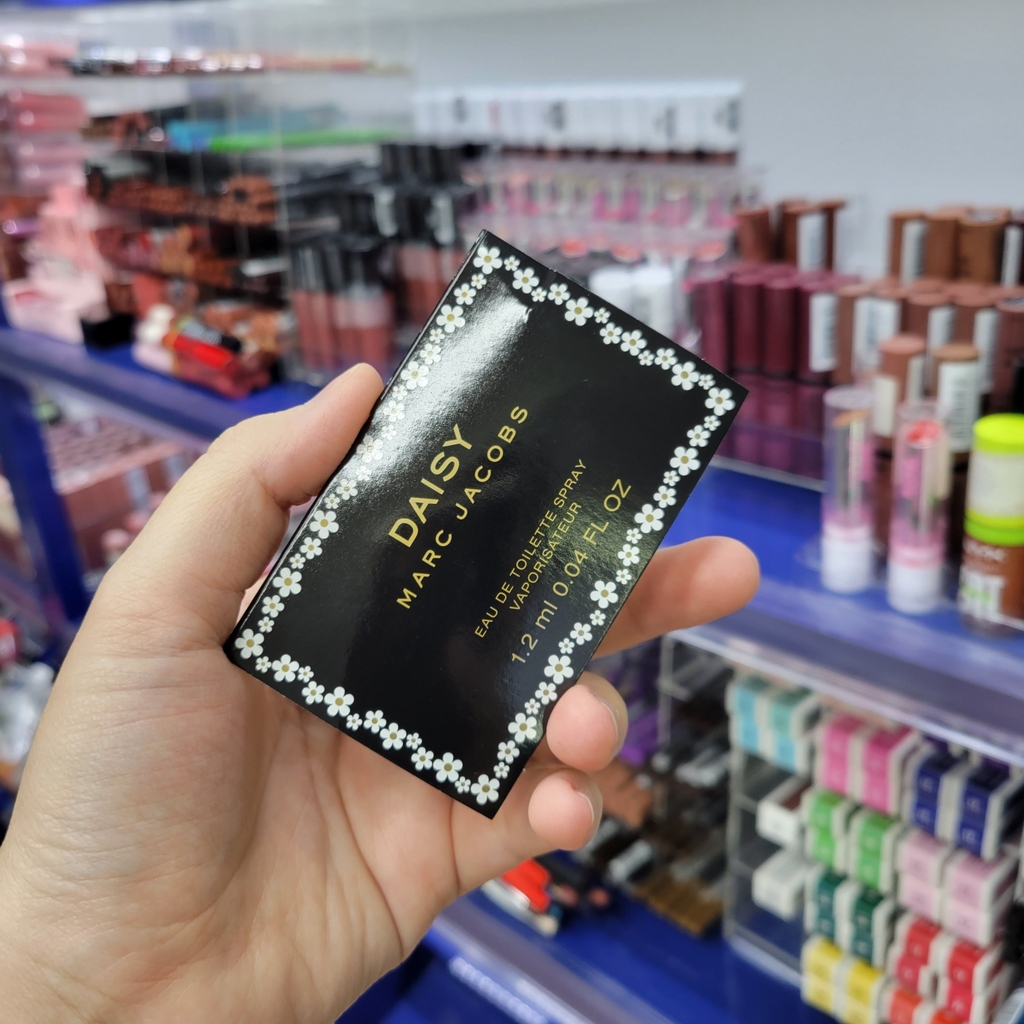 DAISY
MARC JACOBS
EAU DE TOILETTE SPRAY
VAPORISATEUR
1.2 ml 0.04 FL OZ